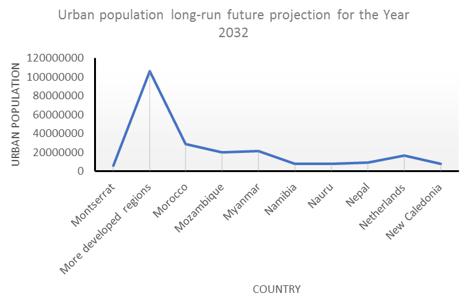 Urban population long-run future projection for the Year
2032
URBAN POPULATION
120000000
100000000
80000000
60000000
40000000
20000000
0
Montserrat
More developed regions
Morocco
Mozambique
Myanmar
Namibia
Nauru
Nepal
Netherlands
New Caledonia
COUNTRY